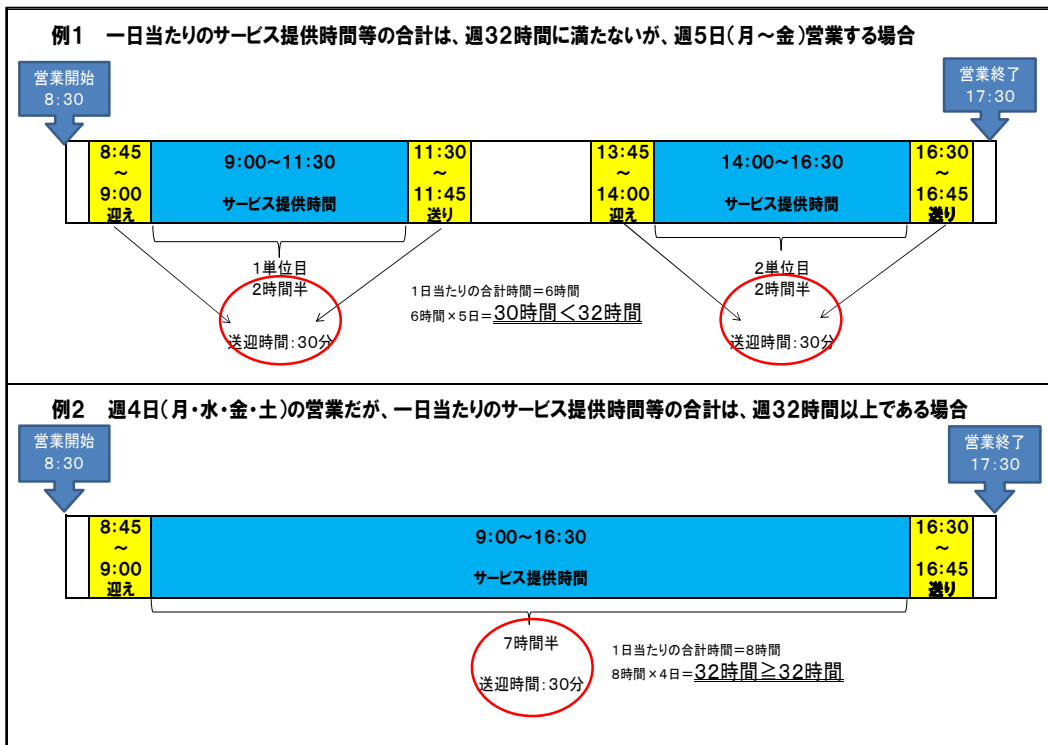 例1　一日当たりのサービス提供時間等の合計は、週32時間に満たないが、週5日(月～金)営業する場合
営業開始
8:30
営業終了
17:30
8:45
～
9:00
迎え
9:00～11:30
サービス提供時間
11:30
～
11:45
送り
13:45
～
14:00
迎え
14:00～16:30
サービス提供時間
16:30
～
16:45
送り
1単位目
2時間半
送迎時間:30分
1日当たりの合計時間=6時間
6時間×5日=30時間<32時間
2単位目
2時間半
送迎時間:30分
例2　週4日(月・水・金・土)の営業だが、一日当たりのサービス提供時間等の合計は、週32時間以上である場合
営業開始
8:30
営業終了
17:30
8:45
～
9:00
迎え
9:00～16:30
サービス提供時間
16:30
～
16:45
送り
7時間半
送迎時間:30分
1日当たりの合計時間=8時間
8時間×4日=32時間≧32時間